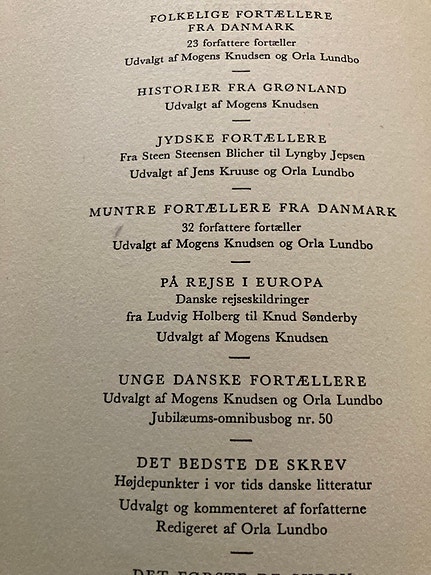 FOLKELIGE FORTÆLLERE
FRA DANMARK
23 forfattere fortæller
Udvalgt af Mogens Knudsen og Orla Lundbo
HISTORIER FRA GRØNLAND
Udvalgt af Mogens Knudsen
JYDSKE FORTÆLLERE
Fra Steen Steensen Blicher til Lyngby Jepsen
Udvalgt af Jens Kruuse og Orla Lundbo
MUNTRE FORTÆLLERE FRA DANMARK
32 forfattere fortæller
Udvalgt af Mogens Knudsen og Orla Lundbo
PÅ REJSE I EUROPA
Danske rejseskildringer
fra Ludvig Holberg til Knud Sønderby
Udvalgt af Mogens Knudsen
UNGE DANSKE FORTÆLLERE
Udvalgt af Mogens Knudsen og Orla Lundbo
Jubilæums-omnibusbog nr. 50
DET BEDSTE DE SKREV
Højdepunkter i vor tids danske litteratur
Udvalgt og kommenteret af forfatterne
Redigeret af Orla Lundbo
DET FØRSTE DE SKREV